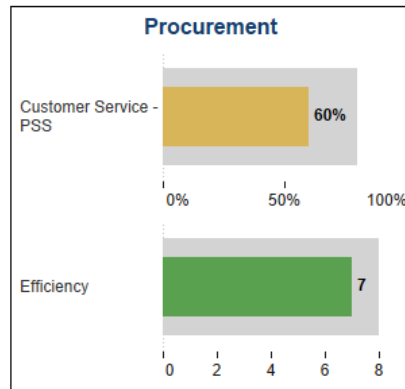 Procurement
Customer Service -
PSS
60%
0% 50% 100%
Efficiency
7
0 2 4 6 8